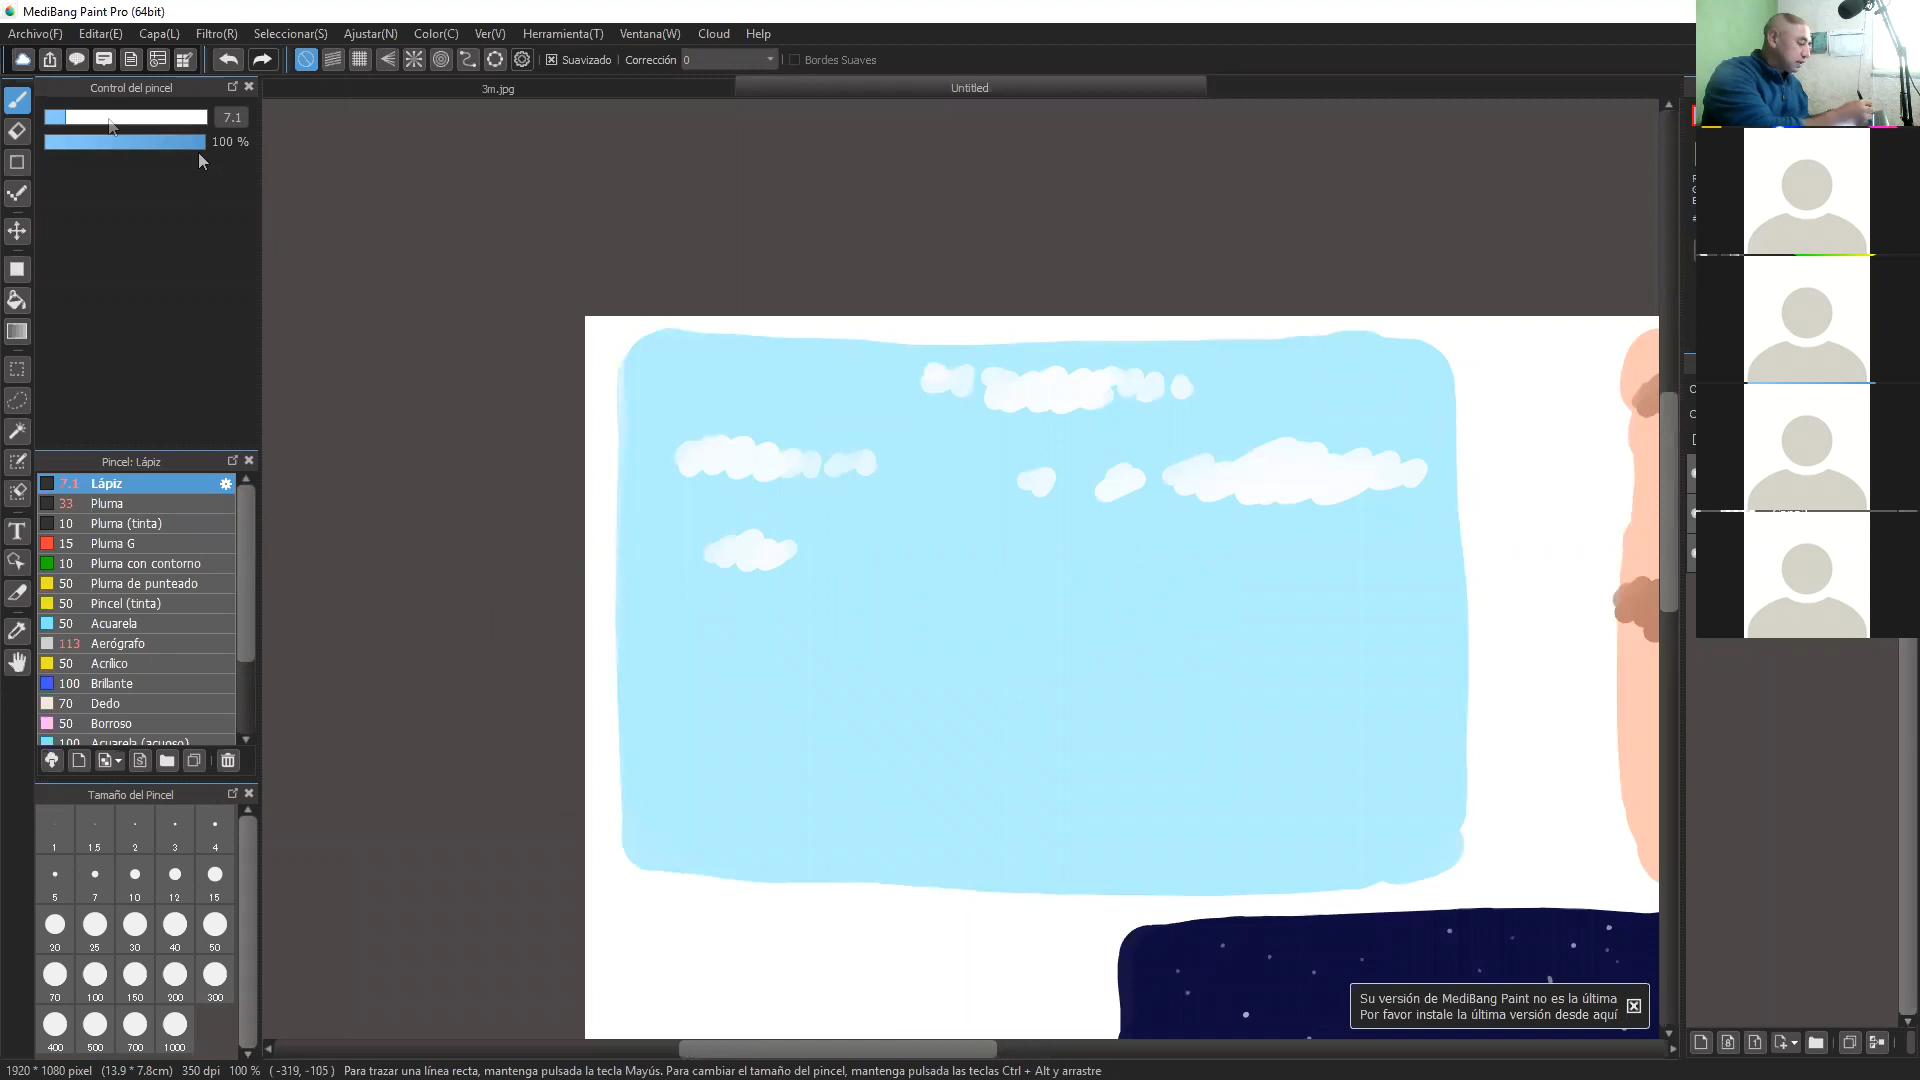 MediBang Paint Pro (64bit)
Archivo(F) Editar(E) Capa(L) Filtro(R) Seleccionar(S) Ajustar(N) Color(C) Ver(V) Herramienta(T) Ventana(W) Cloud Help
Suavizado Corrección 0 Bordes Suaves
Control del pincel
3m.jpg Untitled
7.1
100 %
Pincel: Lápiz
7.1 Lápiz
33 Pluma
10 Pluma (tinta)
15 Pluma G
10 Pluma con contorno
50 Pluma de punteado
50 Pincel (tinta)
50 Acuarela
113 Aerógrafo
50 Acrílico
100 Brillante
70 Dedo
50 Borroso
100 Acuarela (acuoso)
Tamaño del Pincel
1 1.5 2 3 4
5 7 10 12 15
20 25 30 40 50
70 100 150 200 300
400 500 700 1000
Su versión de MediBang Paint no es la última
Por favor instale la última versión desde aquí
1920 * 1080 pixel (13.9 * 7.8cm) 350 dpi 100 % ( -319, -105 ) Para trazar una línea recta, mantenga pulsada la tecla Mayús. Para cambiar el tamaño del pincel, mantenga pulsada las teclas Ctrl + Alt y arrastre